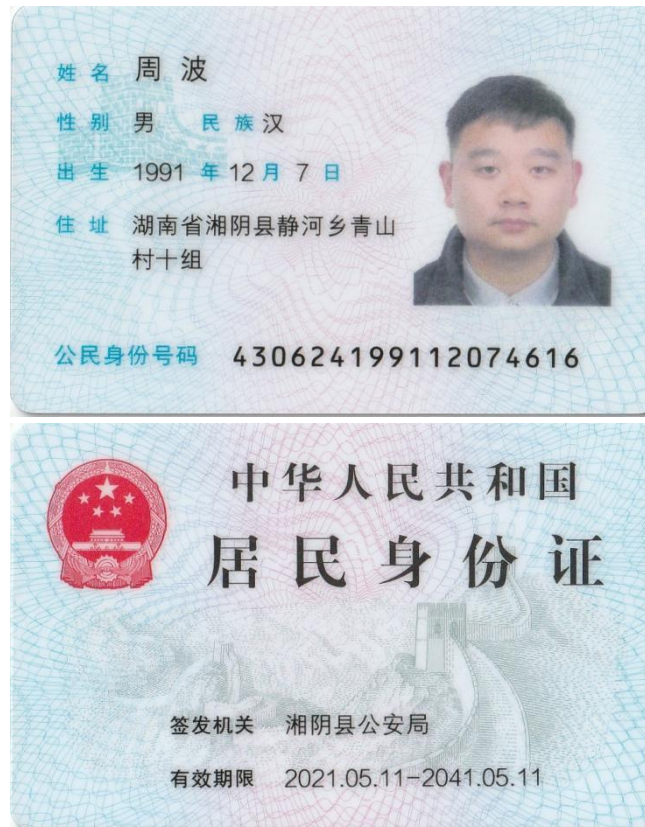 姓名 周波
性别 男 民族 汉
出生 1991 年 12 月 7 日
住址 湖南省湘阴县静河乡青山
村十组
公民身份号码 430624199112074616
中华人民共和国
居民身份证
签发机关 湘阴县公安局
有效期限 2021.05.11-2041.05.11